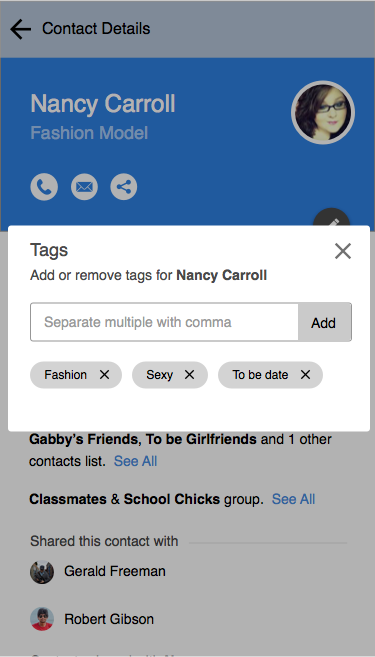 Contact Details
Nancy Carroll
Fashion Model
Tags
Add or remove tags for Nancy Carroll
Separate multiple with comma
Add
Fashion
Sexy
To be date
Gabby's Friends, To be Girlfriends and 1 other
contacts list. See All
Classmates & School Chicks group. See All
Shared this contact with
Gerald Freeman
Robert Gibson